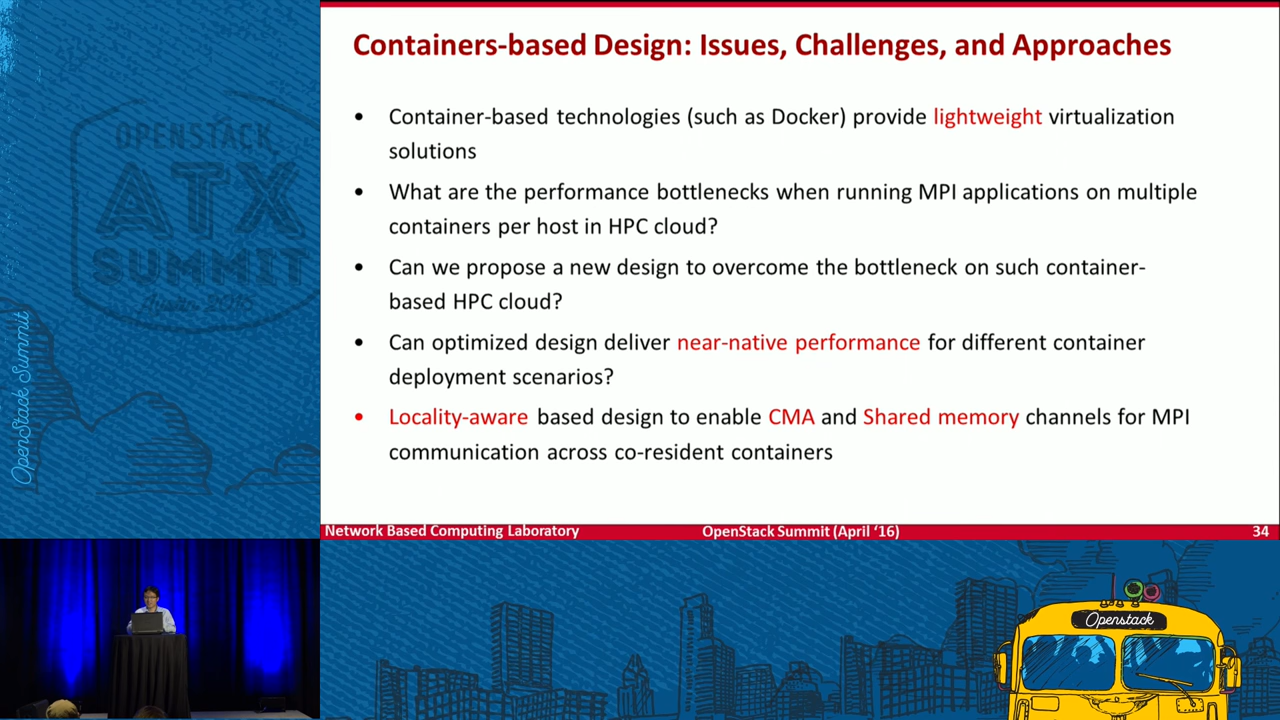 Containers-based Design: Issues, Challenges, and Approaches
• Container-based technologies (such as Docker) provide lightweight virtualization
solutions
• What are the performance bottlenecks when running MPI applications on multiple
containers per host in HPC cloud?
• Can we propose a new design to overcome the bottleneck on such container-
based HPC cloud?
• Can optimized design deliver near-native performance for different container
deployment scenarios?
• Locality-aware based design to enable CMA and Shared memory channels for MPI
communication across co-resident containers
Network Based Computing Laboratory
OpenStack Summit (April ‘16)
34
OPENSTACK
ATX
SUMMIT
Austin 2016
OpenStack Summit
Openstack